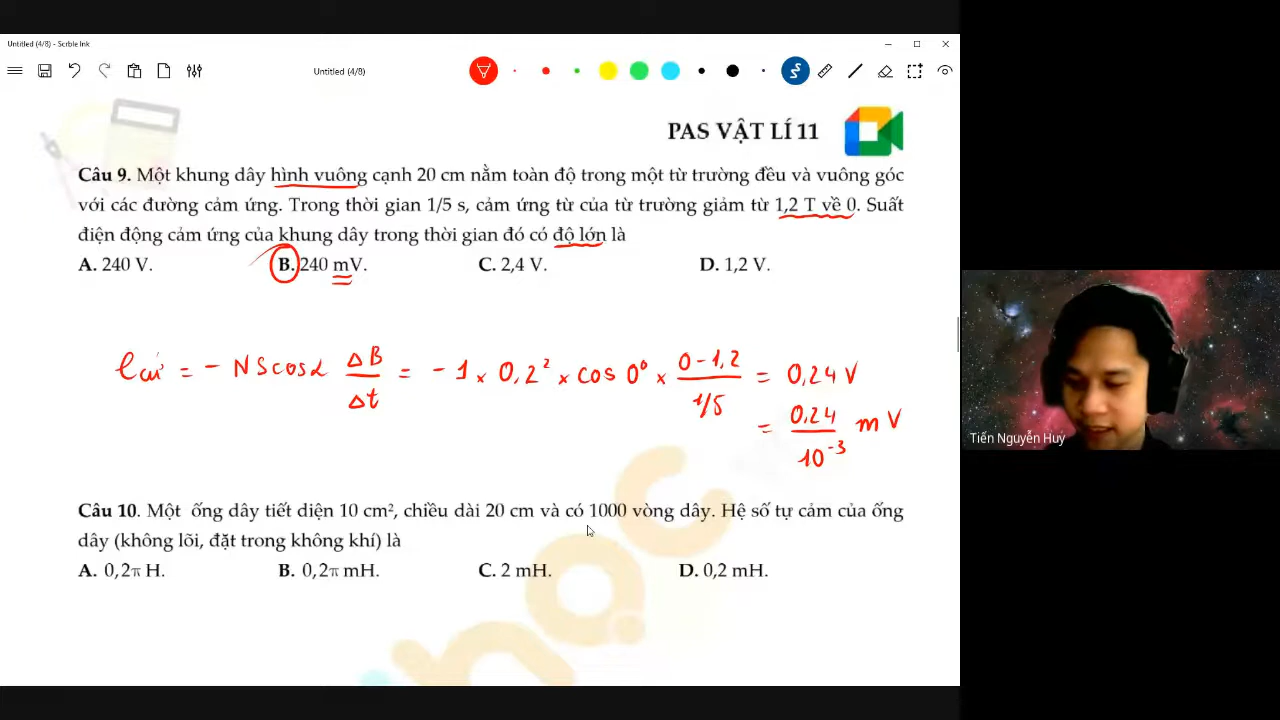 Untitled (4/8) - Scrble Ink
Untitled (4/8)
PAS VẬT LÍ 11
Câu 9. Một khung dây hình vuông cạnh 20 cm nằm toàn độ trong một từ trường đều và vuông góc
với các đường cảm ứng. Trong thời gian 1/5 s, cảm ứng từ của từ trường giảm từ 1,2 T về 0. Suất
điện động cảm ứng của khung dây trong thời gian đó có độ lớn là
A. 240 V. B. 240 mV. C. 2,4 V. D. 1,2 V.
ecư = - NScosα ΔB/Δt = - 1 × 0,2² × cos 0⁰ × (0 - 1,2)/(1/5) = 0,24 V
= 0,24/10⁻³ mV
Tiến Nguyễn Huy
Câu 10. Một ống dây tiết diện 10 cm², chiều dài 20 cm và có 1000 vòng dây. Hệ số tự cảm của ống
dây (không lõi, đặt trong không khí) là
A. 0,2π H. B. 0,2π mH. C. 2 mH. D. 0,2 mH.